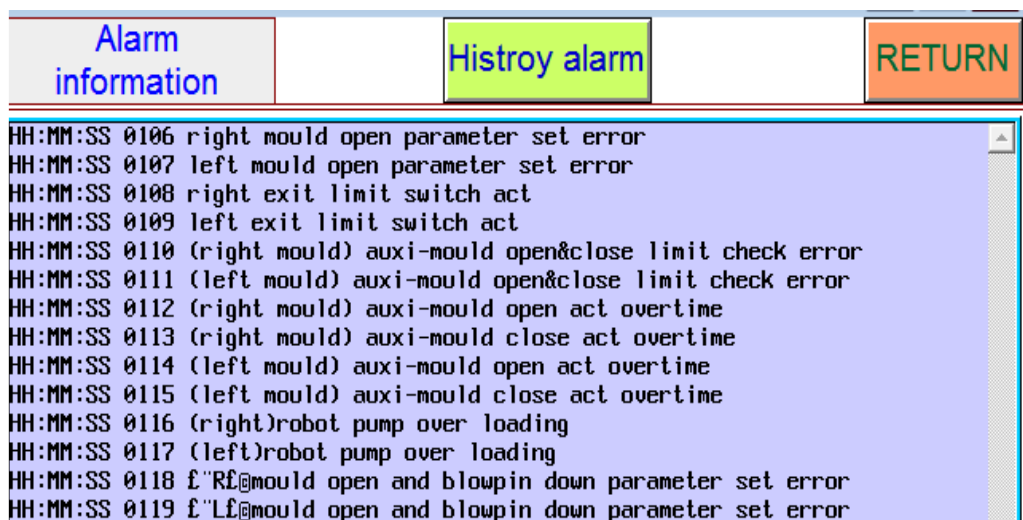 Alarm
information
Histroy alarm
RETURN
HH:MM:SS 0106 right mould open parameter set error
HH:MM:SS 0107 left mould open parameter set error
HH:MM:SS 0108 right exit limit switch act
HH:MM:SS 0109 left exit limit switch act
HH:MM:SS 0110 (right mould) auxi-mould open&close limit check error
HH:MM:SS 0111 (left mould) auxi-mould open&close limit check error
HH:MM:SS 0112 (right mould) auxi-mould open act overtime
HH:MM:SS 0113 (right mould) auxi-mould close act overtime
HH:MM:SS 0114 (left mould) auxi-mould open act overtime
HH:MM:SS 0115 (left mould) auxi-mould close act overtime
HH:MM:SS 0116 (right)robot pump over loading
HH:MM:SS 0117 (left)robot pump over loading
HH:MM:SS 0118 £¨R£@mould open and blowpin down parameter set error
HH:MM:SS 0119 £¨L£@mould open and blowpin down parameter set error